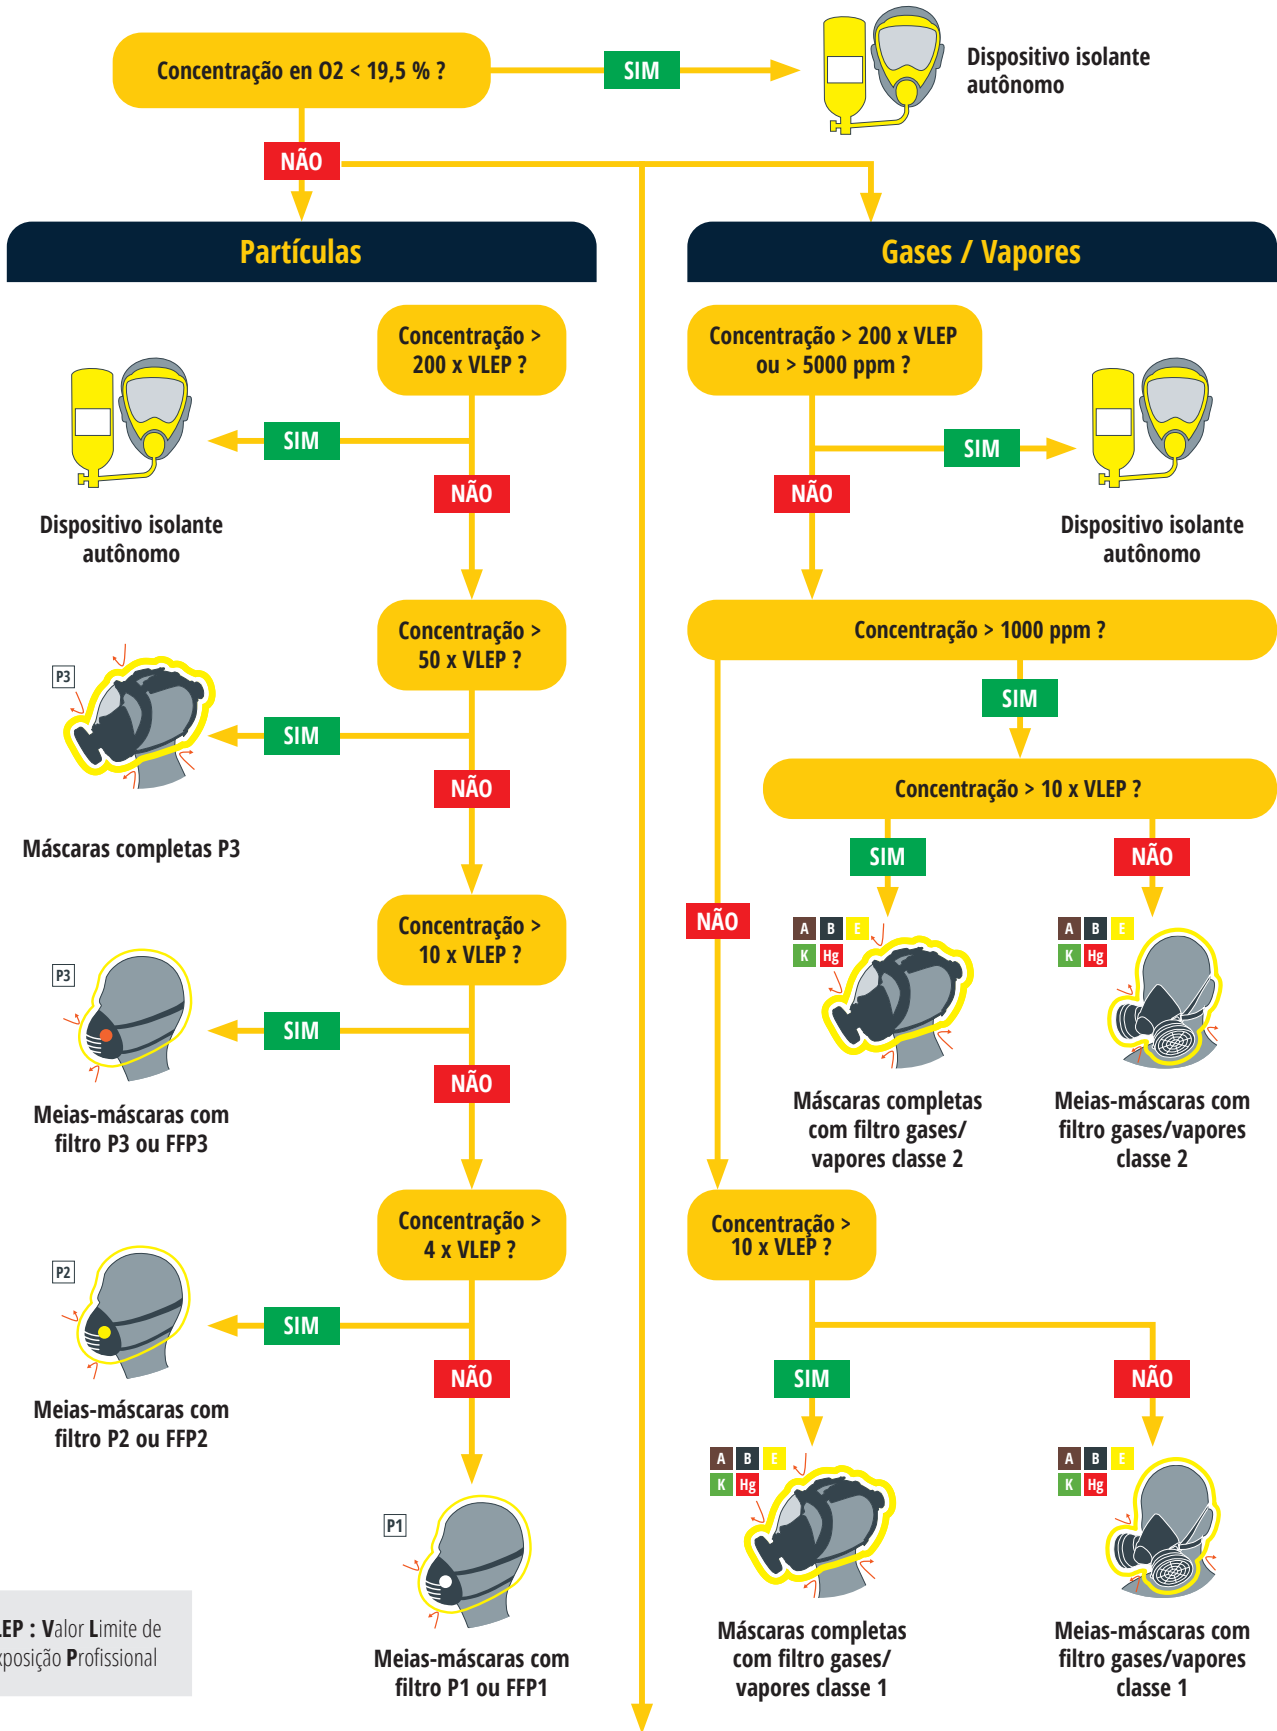 Concentração en O2 < 19,5 % ?
SIM
Dispositivo isolante
autônomo
NÃO
Partículas
Concentração >
200 x VLEP ?
SIM
Dispositivo isolante
autônomo
NÃO
Concentração >
50 x VLEP ?
P3
SIM
Máscaras completas P3
NÃO
Concentração >
10 x VLEP ?
P3
SIM
Meias-máscaras com
filtro P3 ou FFP3
NÃO
Concentração >
4 x VLEP ?
P2
SIM
Meias-máscaras com
filtro P2 ou FFP2
NÃO
P1
Meias-máscaras com
filtro P1 ou FFP1
LEP : Valor Limite de
xposição Profissional
Gases / Vapores
Concentração > 200 x VLEP
ou > 5000 ppm ?
SIM
Dispositivo isolante
autônomo
NÃO
Concentração > 1000 ppm ?
SIM
Concentração > 10 x VLEP ?
SIM
A B E
K Hg
Máscaras completas
com filtro gases/
vapores classe 2
NÃO
A B E
K Hg
Meias-máscaras com
filtro gases/vapores
classe 2
NÃO
Concentração >
10 x VLEP ?
SIM
A B E
K Hg
Máscaras completas
com filtro gases/
vapores classe 1
NÃO
A B E
K Hg
Meias-máscaras com
filtro gases/vapores
classe 1